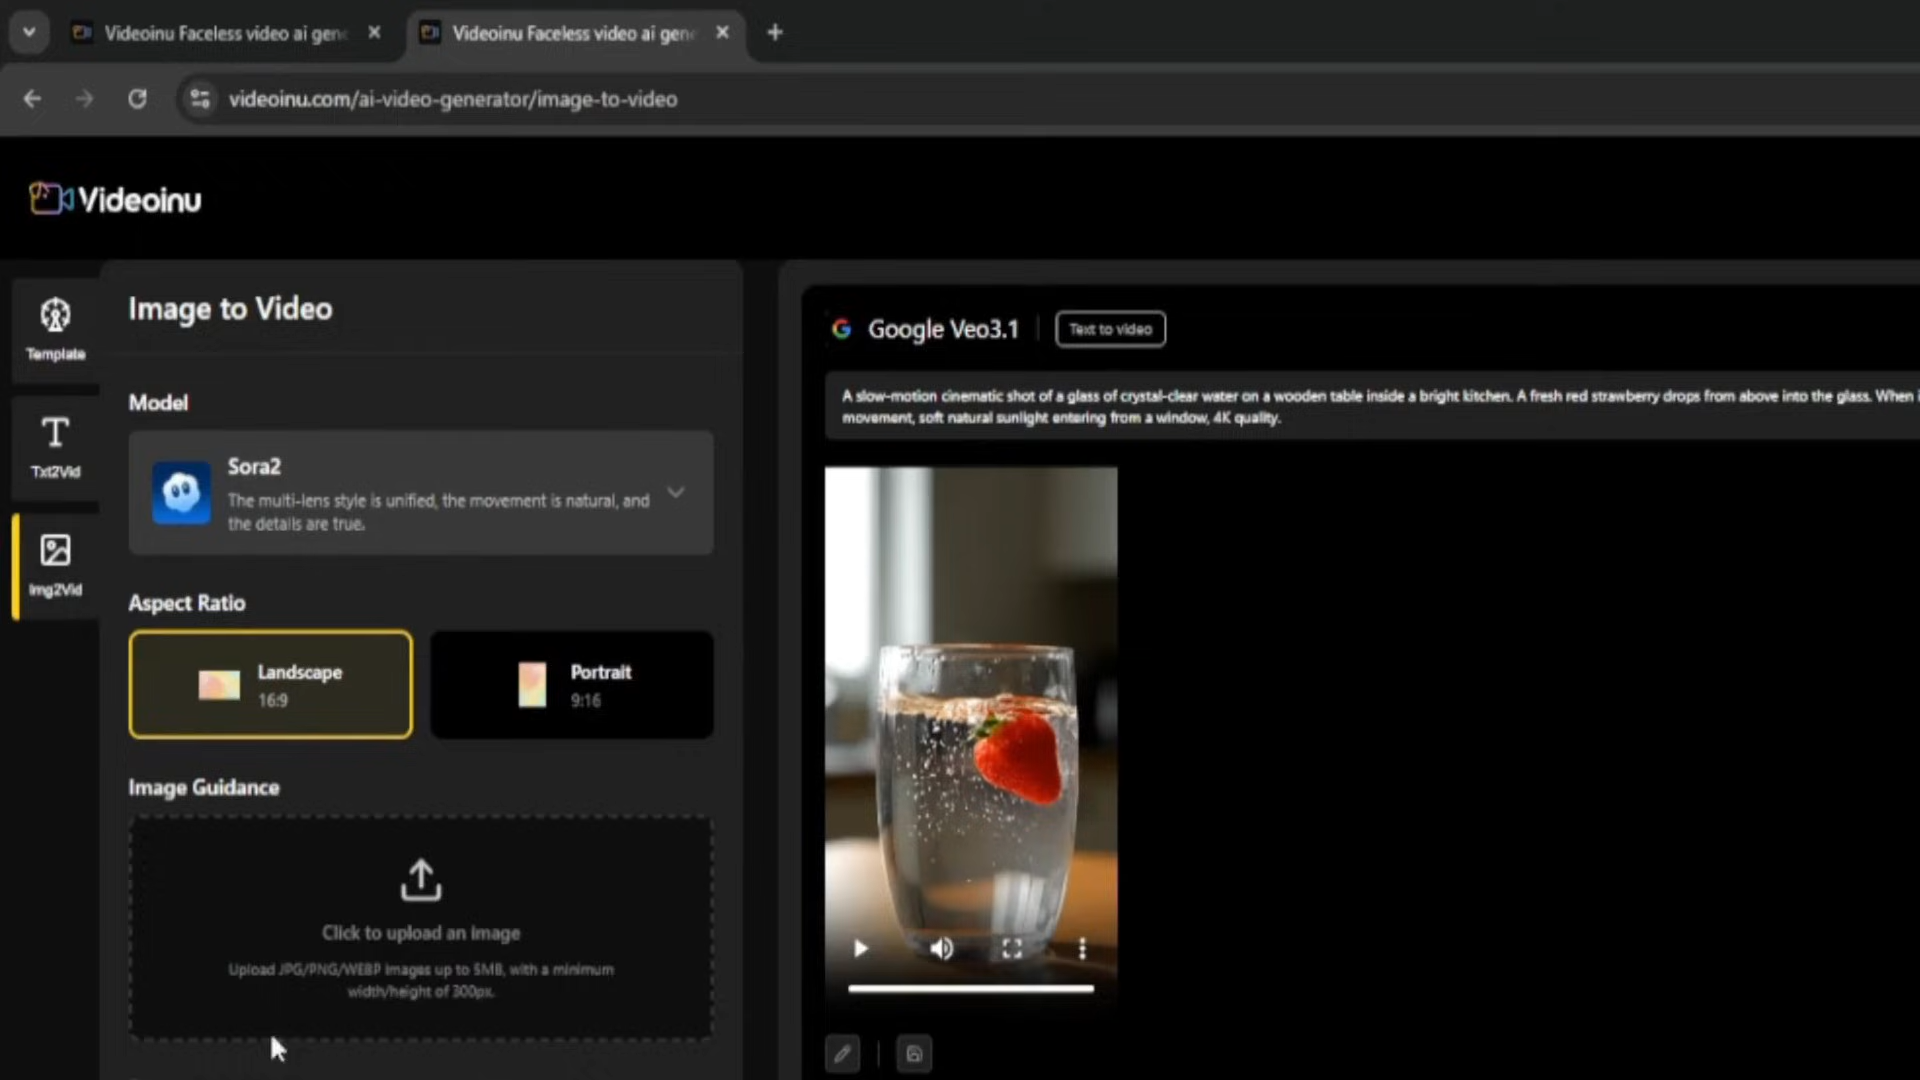 Videoinu Faceless video ai gen
Videoinu Faceless video ai gen
videoinu.com/ai-video-generator/image-to-video
Videoinu
Template
Txt2Vid
Img2Vid
Image to Video
Model
Sora2
The multi-lens style is unified, the movement is natural, and
the details are true.
Aspect Ratio
Landscape
16:9
Portrait
9:16
Image Guidance
Click to upload an image
Upload JPG/PNG/WEBP images up to 5MB, with a minimum
width/height of 300px.
Google Veo3.1
Text to video
A slow-motion cinematic shot of a glass of crystal-clear water on a wooden table inside a bright kitchen. A fresh red strawberry drops from above into the glass. When
movement, soft natural sunlight entering from a window, 4K quality.